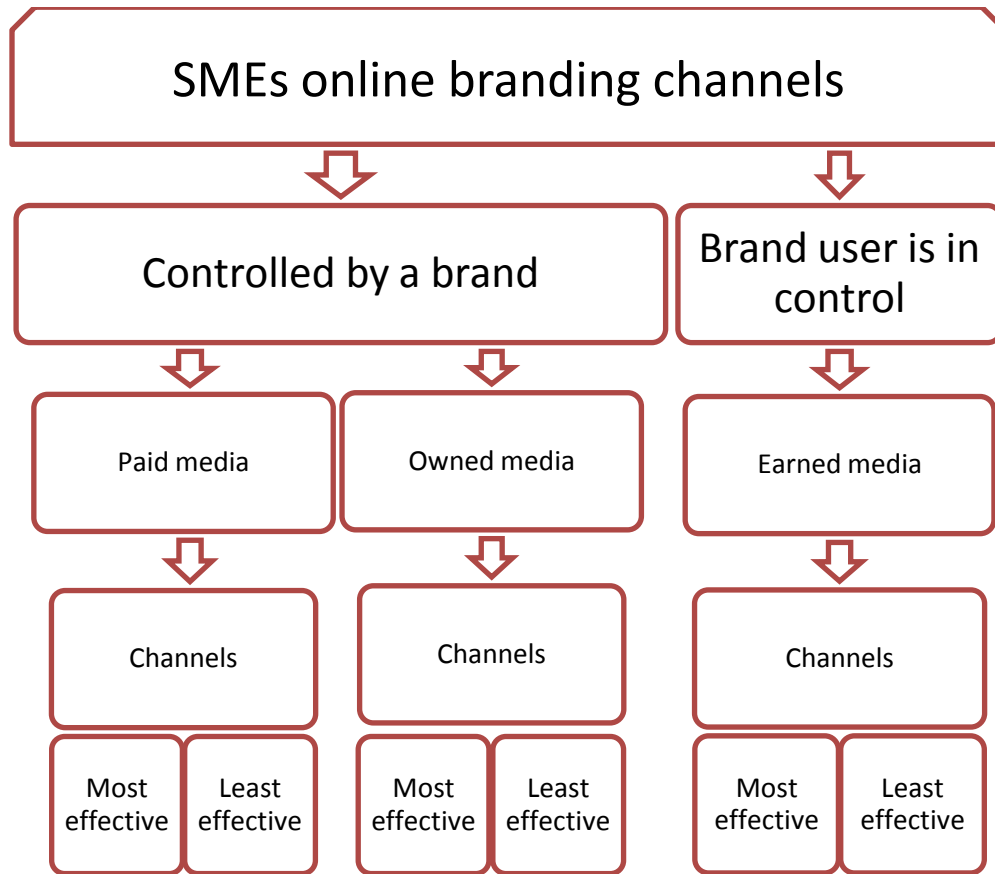 SMEs online branding channels
Controlled by a brand
Brand user is in
control
Paid media
Owned media
Earned media
Channels
Channels
Channels
Most
effective
Least
effective
Most
effective
Least
effective
Most
effective
Least
effective